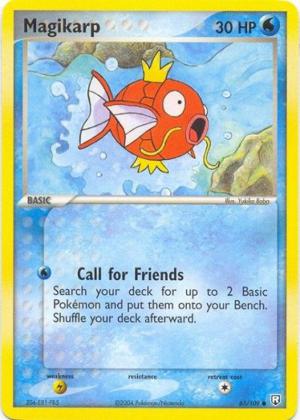 Magikarp 30 HP
BASIC
Illus. Yukiko Baba
Call for Friends
Search your deck for up to 2 Basic
Pokémon and put them onto your Bench.
Shuffle your deck afterward.
weakness resistance retreat cost
©2004 Pokémon/Nintendo
R